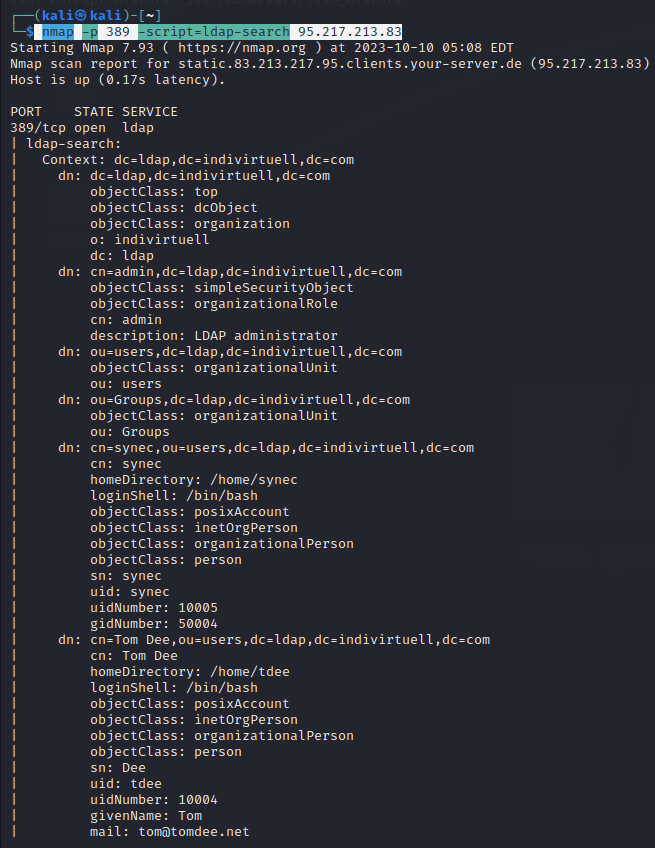 ┌──(kali㉿kali)-[~]
└─$ nmap -p 389 -script=ldap-search 95.217.213.83
Starting Nmap 7.93 ( https://nmap.org ) at 2023-10-10 05:08 EDT
Nmap scan report for static.83.213.217.95.clients.your-server.de (95.217.213.83)
Host is up (0.17s latency).

PORT    STATE SERVICE
389/tcp open  ldap
| ldap-search:
|   Context: dc=ldap,dc=indivirtuell,dc=com
|     dn: dc=ldap,dc=indivirtuell,dc=com
|         objectClass: top
|         objectClass: dcObject
|         objectClass: organization
|         o: indivirtuell
|         dc: ldap
|     dn: cn=admin,dc=ldap,dc=indivirtuell,dc=com
|         objectClass: simpleSecurityObject
|         objectClass: organizationalRole
|         cn: admin
|         description: LDAP administrator
|     dn: ou=users,dc=ldap,dc=indivirtuell,dc=com
|         objectClass: organizationalUnit
|         ou: users
|     dn: ou=Groups,dc=ldap,dc=indivirtuell,dc=com
|         objectClass: organizationalUnit
|         ou: Groups
|     dn: cn=synec,ou=users,dc=ldap,dc=indivirtuell,dc=com
|         cn: synec
|         homeDirectory: /home/synec
|         loginShell: /bin/bash
|         objectClass: posixAccount
|         objectClass: inetOrgPerson
|         objectClass: organizationalPerson
|         objectClass: person
|         sn: synec
|         uid: synec
|         uidNumber: 10005
|         gidNumber: 50004
|     dn: cn=Tom Dee,ou=users,dc=ldap,dc=indivirtuell,dc=com
|         cn: Tom Dee
|         homeDirectory: /home/tdee
|         loginShell: /bin/bash
|         objectClass: posixAccount
|         objectClass: inetOrgPerson
|         objectClass: organizationalPerson
|         objectClass: person
|         sn: Dee
|         uid: tdee
|         uidNumber: 10004
|         givenName: Tom
|         mail: tom@tomdee.net